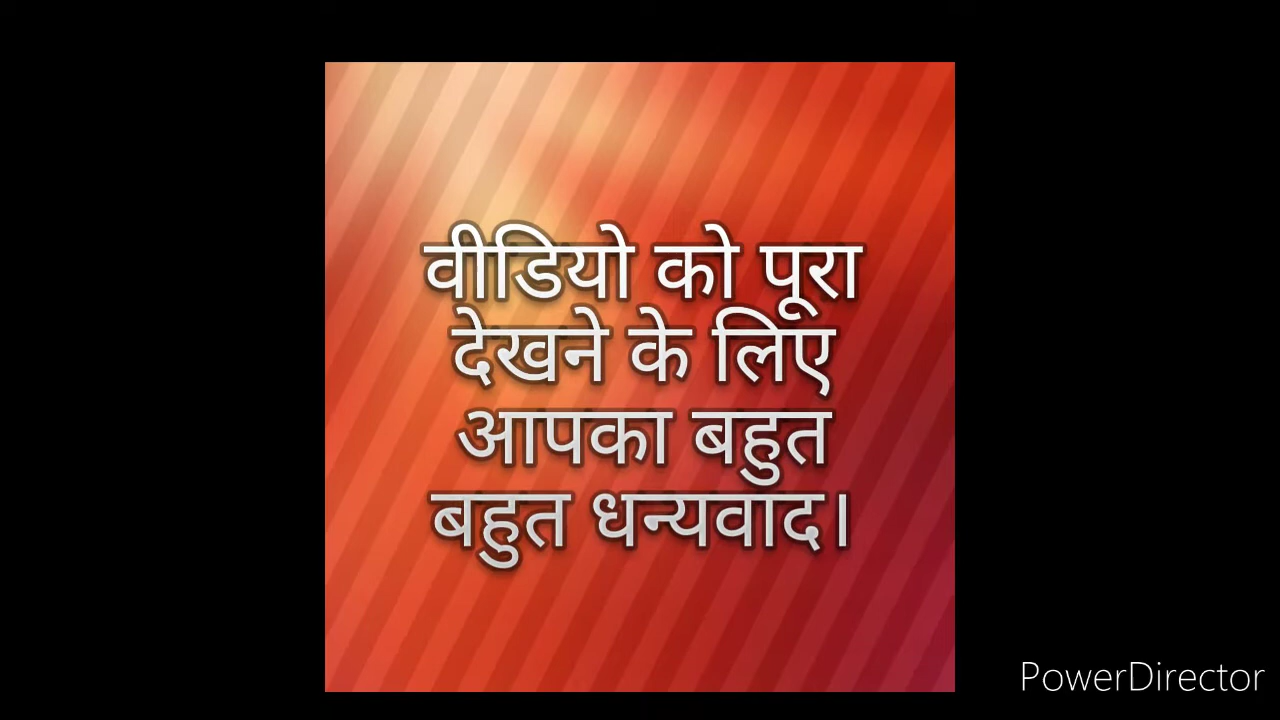 वीडियो को पूरा
देखने के लिए
आपका बहुत
बहुत धन्यवाद।
PowerDirector